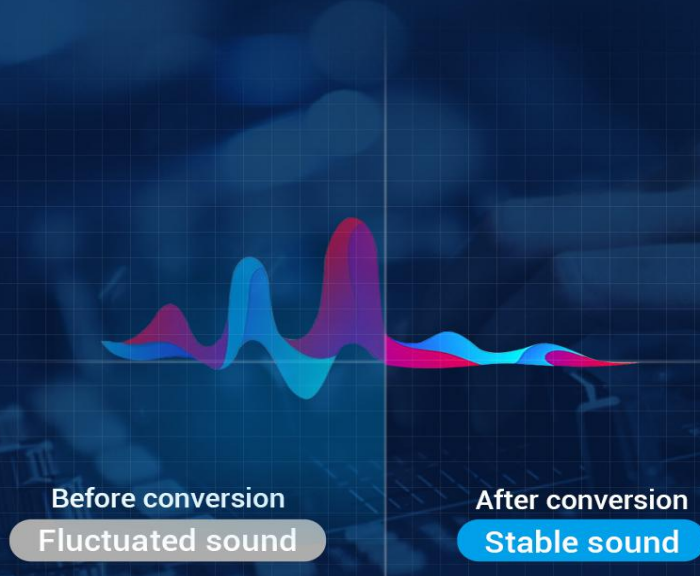 Before conversion
Fluctuated sound
After conversion
Stable sound